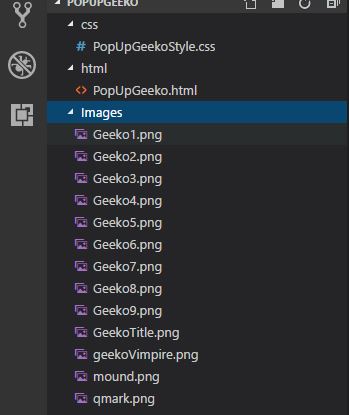 POPUPGEEKO
css
# PopUpGeekoStyle.css
html
<> PopUpGeeko.html
Images
Geeko1.png
Geeko2.png
Geeko3.png
Geeko4.png
Geeko5.png
Geeko6.png
Geeko7.png
Geeko8.png
Geeko9.png
GeekoTitle.png
geekoVimpire.png
mound.png
qmark.png